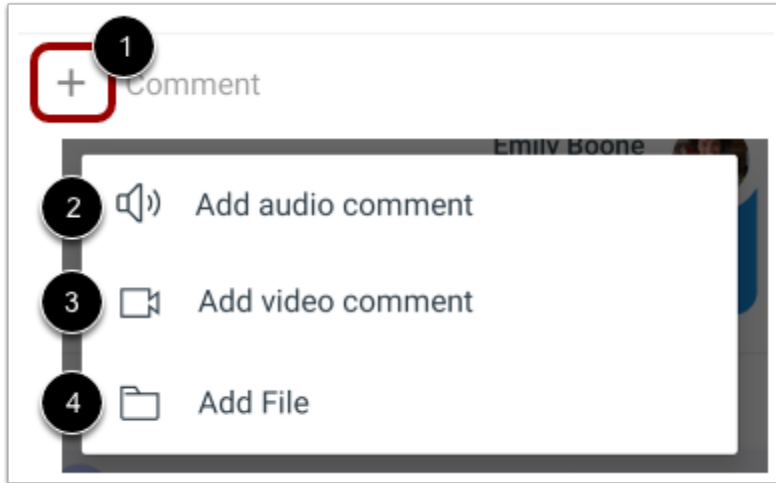 1
+ Comment
Emily Boone
2 Add audio comment
3 Add video comment
4 Add File